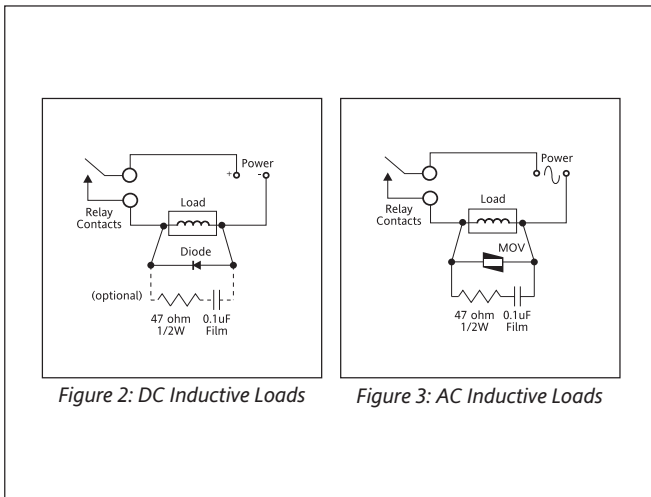 Power
+ -
Load
Relay
Contacts
Diode
(optional)
47 ohm
1/2W
0.1uF
Film
Figure 2: DC Inductive Loads
Power
Load
Relay
Contacts
MOV
47 ohm
1/2W
0.1uF
Film
Figure 3: AC Inductive Loads